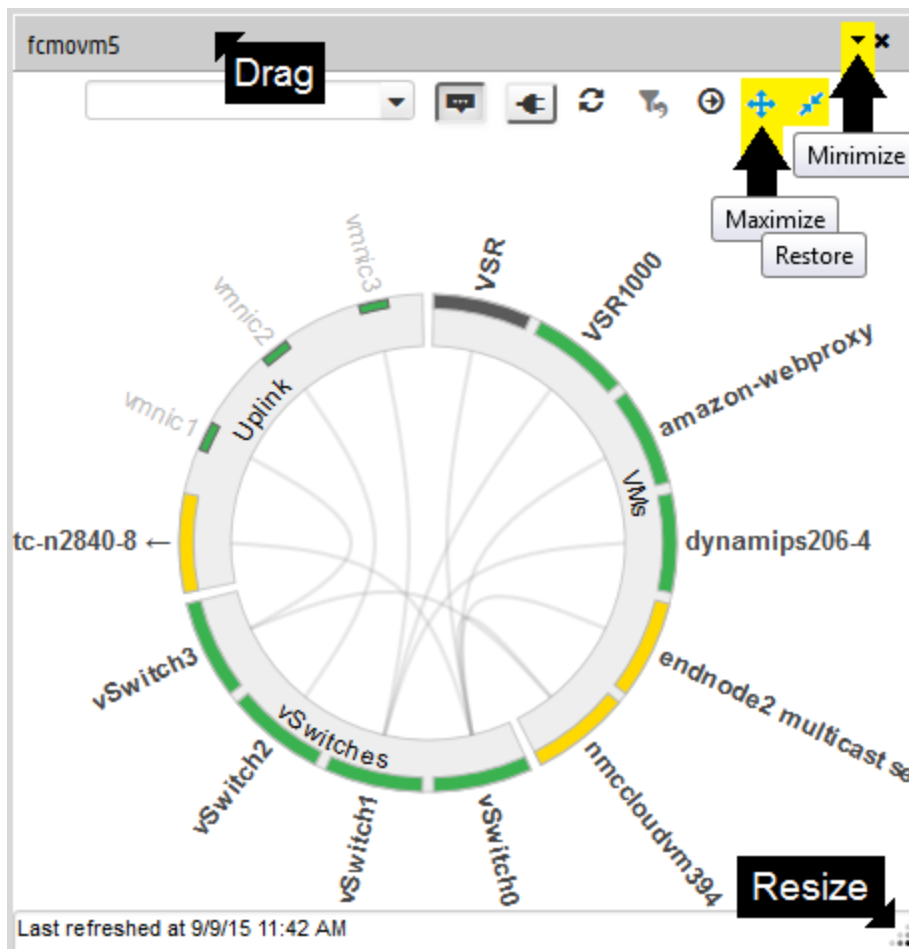 fcmovm5
Drag
Minimize
Maximize
Restore
vmnic3
VSR
vmnic2
VSR1000
vmnic1
amazon-webproxy
Uplink
VMs
tc-n2840-8 ←
dynamips206-4
vSwitch3
endnode2 multicast se
vSwitches
vSwitch2
nmccloudvm394
vSwitch1
vSwitch0
Resize
Last refreshed at 9/9/15 11:42 AM